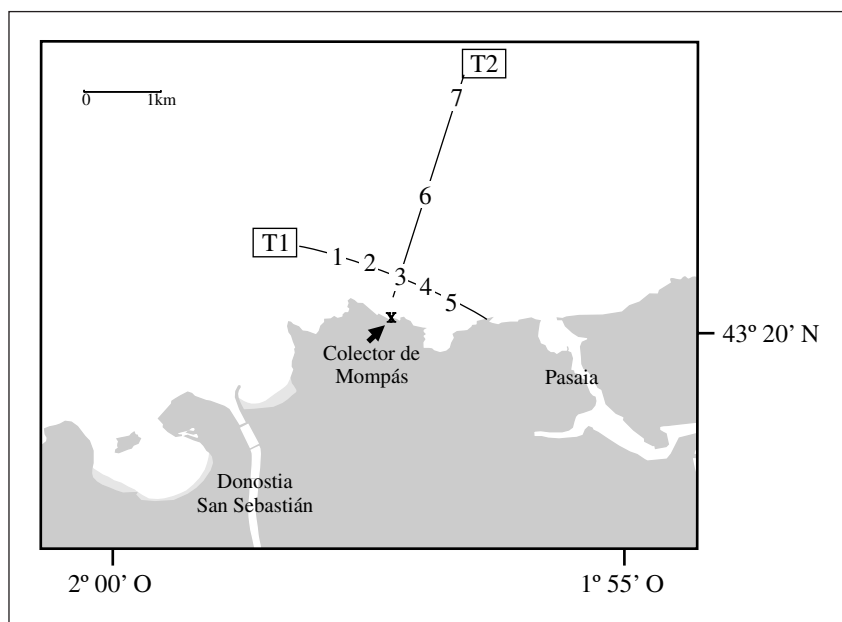 T2
7
0 1km
6
T1
1
2
3
4
5
x
43º 20' N
Colector de
Mompás
Pasaia
Donostia
San Sebastián
2º 00' O
1º 55' O